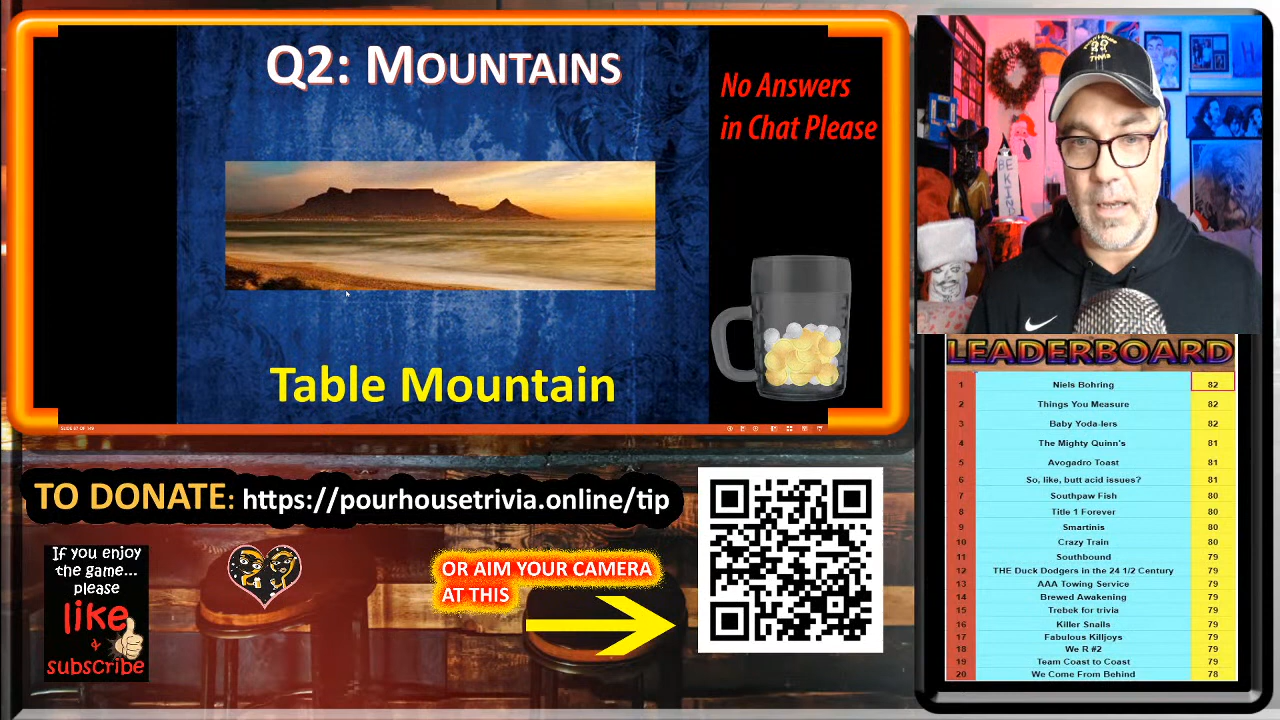 Q2: MOUNTAINS
No Answers
in Chat Please
Table Mountain
TO DONATE: https://pourhousetrivia.online/tip
If you enjoy
the game...
please
like
&
subscribe
OR AIM YOUR CAMERA
AT THIS
BE KIND
LEADERBOARD
1 Niels Bohring 82
2 Things You Measure 82
3 Baby Yoda-lers 82
4 The Mighty Quinn's 81
5 Avogadro Toast 81
6 So, like, butt acid issues? 81
7 Southpaw Fish 80
8 Title 1 Forever 80
9 Smartinis 80
10 Crazy Train 80
11 Southbound 79
12 THE Duck Dodgers in the 24 1/2 Century 79
13 AAA Towing Service 79
14 Brewed Awakening 79
15 Trebek for trivia 79
16 Killer Snails 79
17 Fabulous Killjoys 79
18 We R #2 79
19 Team Coast to Coast 79
20 We Come From Behind 78